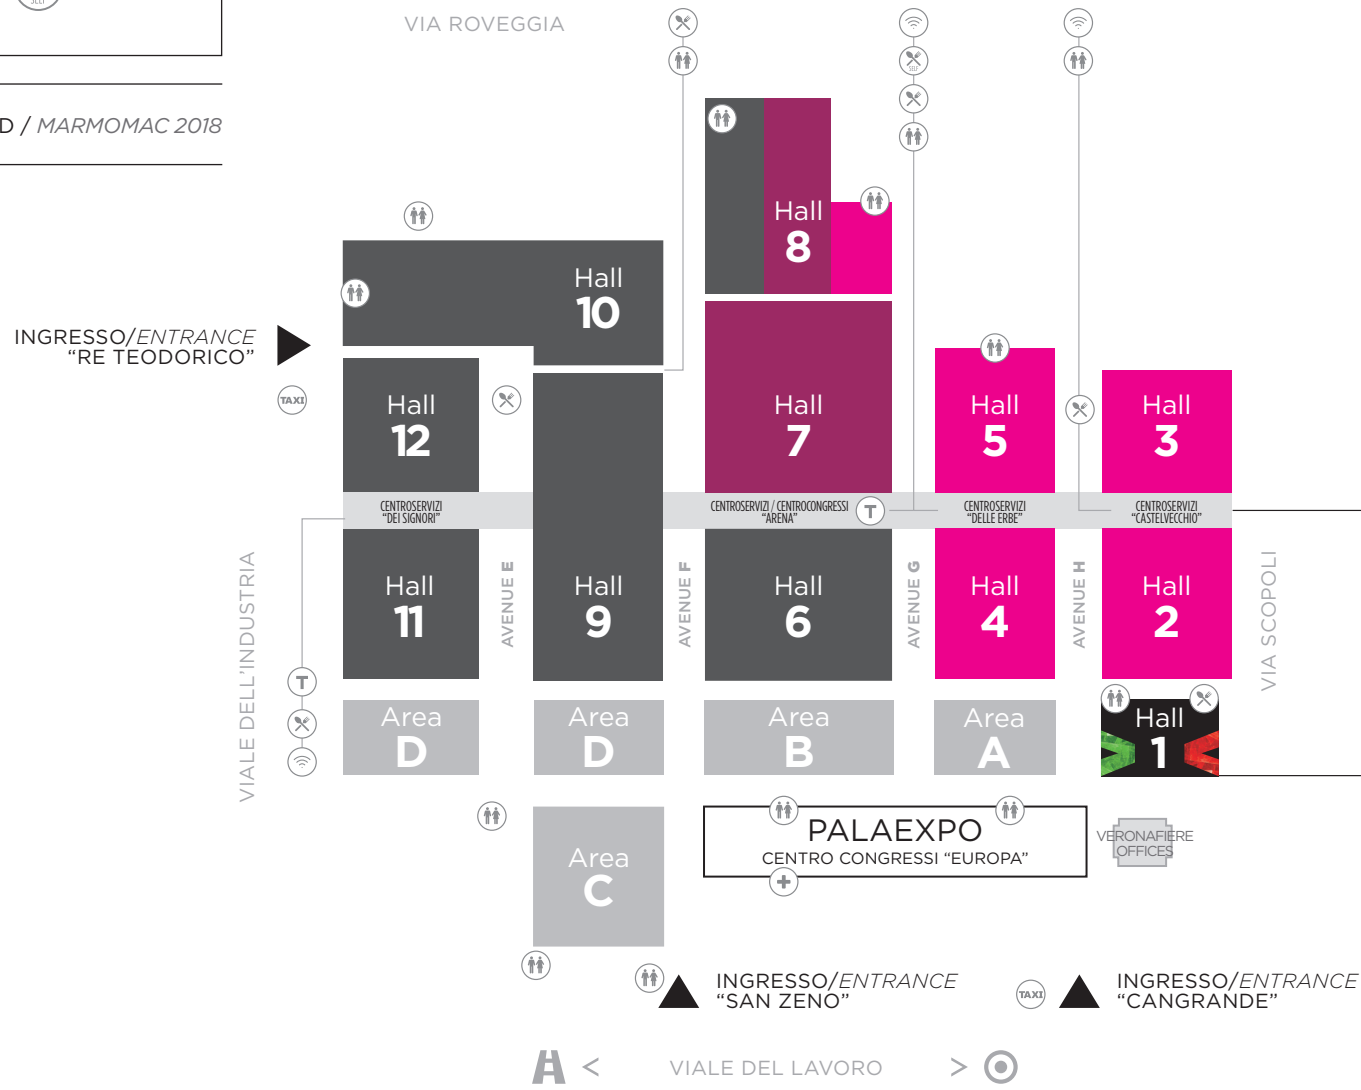 SELF
VIA ROVEGGIA
SELF
D / MARMOMAC 2018
Hall
8
Hall
10
INGRESSO/ENTRANCE
“RE TEODORICO”
TAXI
Hall
12
Hall
7
Hall
5
Hall
3
CENTROSERVIZI
“DEI SIGNORI”
CENTROSERVIZI / CENTROCONGRESSI
“ARENA”
T
CENTROSERVIZI
“DELLE ERBE”
CENTROSERVIZI
“CASTELVECCHIO”
VIALE DELL'INDUSTRIA
Hall
11
AVENUE E
Hall
9
AVENUE F
Hall
6
AVENUE G
Hall
4
AVENUE H
Hall
2
VIA SCOPOLI
T
Area
D
Area
D
Area
B
Area
A
Hall
1
Area
C
PALAEXPO
CENTRO CONGRESSI “EUROPA”
VERONAFIERE
OFFICES
INGRESSO/ENTRANCE
“SAN ZENO”
TAXI
INGRESSO/ENTRANCE
“CANGRANDE”
< VIALE DEL LAVORO >